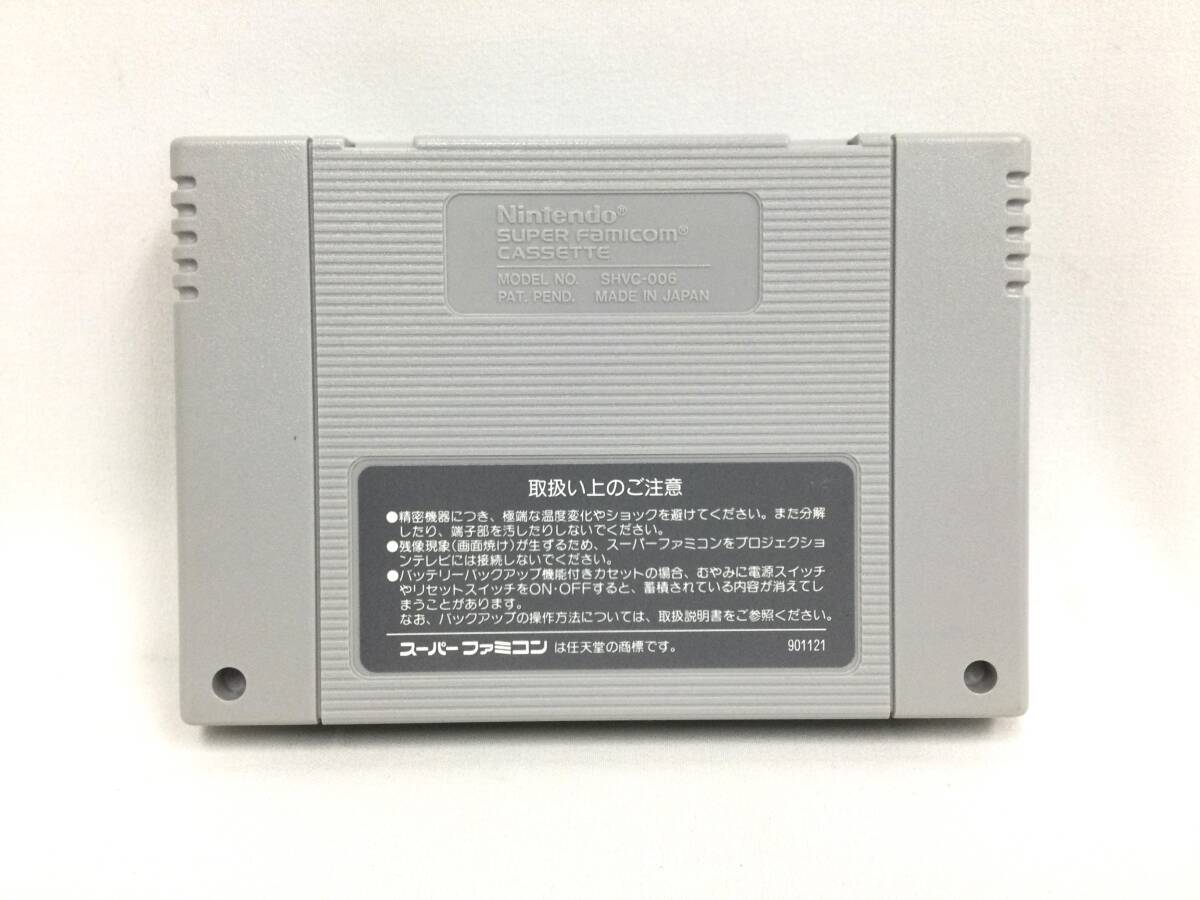 Nintendo®
SUPER FAMICOM®
CASSETTE
MODEL NO. SHVC-006
PAT. PEND. MADE IN JAPAN
取扱い上のご注意
●精密機器につき、極端な温度変化やショックを避けてください。また分解
したり、端子部を汚したりしないでください。
●残像現象(画面焼け)が生ずるため、スーパーファミコンをプロジェクショ
ンテレビには接続しないでください。
●バッテリーバックアップ機能付きカセットの場合、むやみに電源スイッチ
やリセットスイッチをON・OFFすると、蓄積されている内容が消えてし
まうことがあります。
なお、バックアップの操作方法については、取扱説明書をご参照ください。
スーパーファミコン は任天堂の商標です。 901121